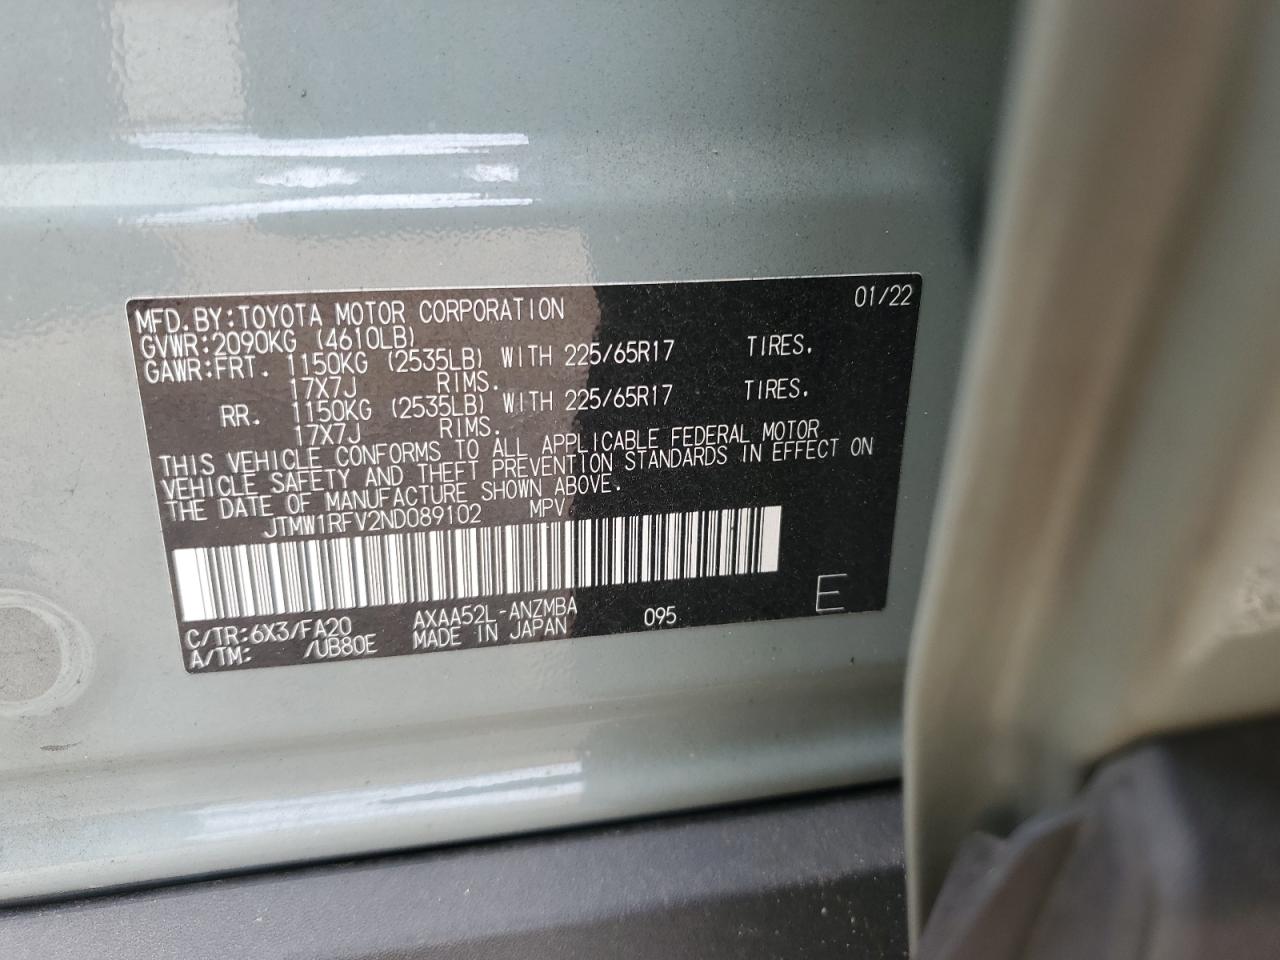 MFD.BY:TOYOTA MOTOR CORPORATION 01/22
GVWR:2090KG (4610LB)
GAWR:FRT. 1150KG (2535LB) WITH 225/65R17 TIRES.
17X7J RIMS.
RR. 1150KG (2535LB) WITH 225/65R17 TIRES.
17X7J RIMS.
THIS VEHICLE CONFORMS TO ALL APPLICABLE FEDERAL MOTOR
VEHICLE SAFETY AND THEFT PREVENTION STANDARDS IN EFFECT ON
THE DATE OF MANUFACTURE SHOWN ABOVE.
JTMW1RFV2ND089102 MPV
C/TR:6X3/FA20 AXAA52L-ANZMBA 095 E
A/TM: /UB80E MADE IN JAPAN